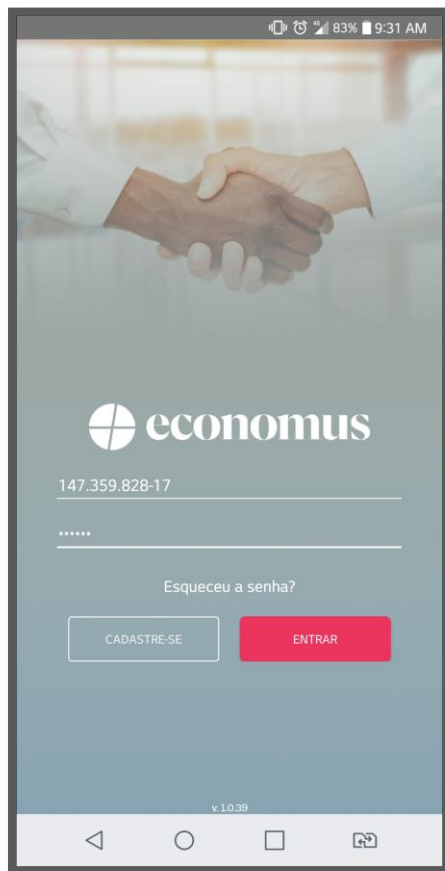 83% 9:31 AM
economus
147.359.828-17
••••••
Esqueceu a senha?
CADASTRE-SE ENTRAR
v. 1.0.39